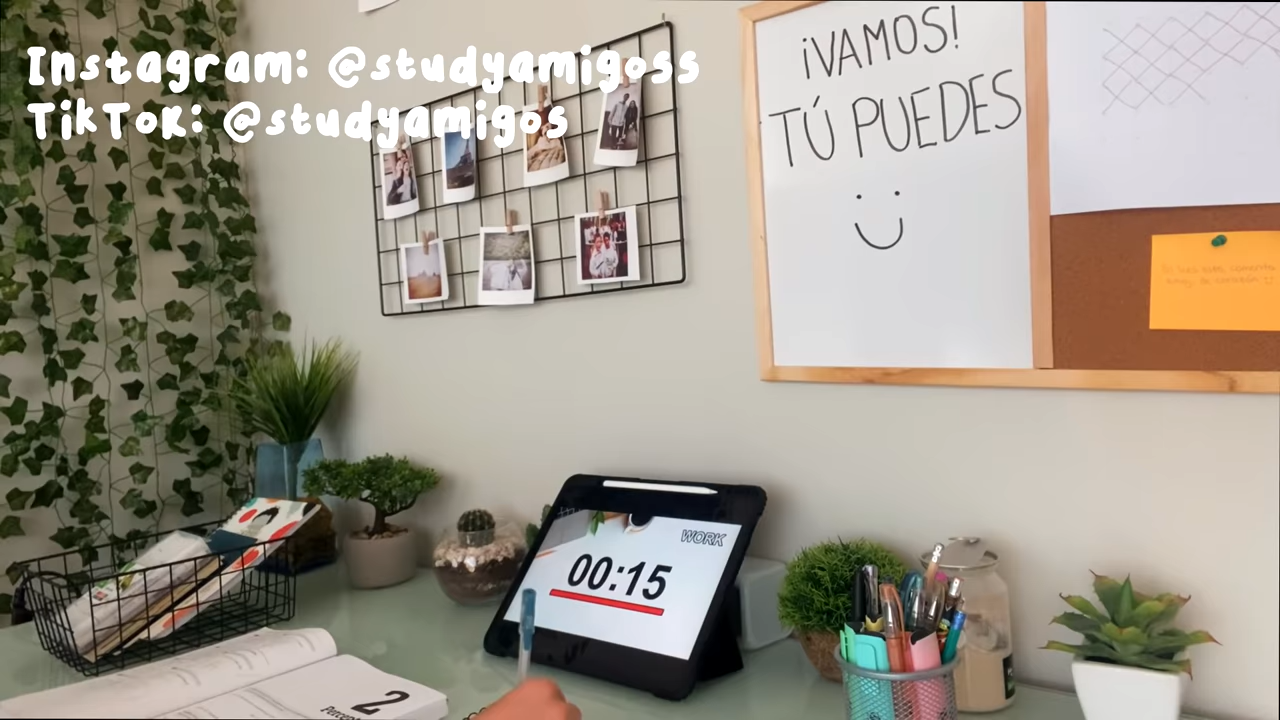 Instagram: @studyamigoss
TikTok: @studyamigos
¡VAMOS!
TÚ PUEDES
WORK
00:15
2